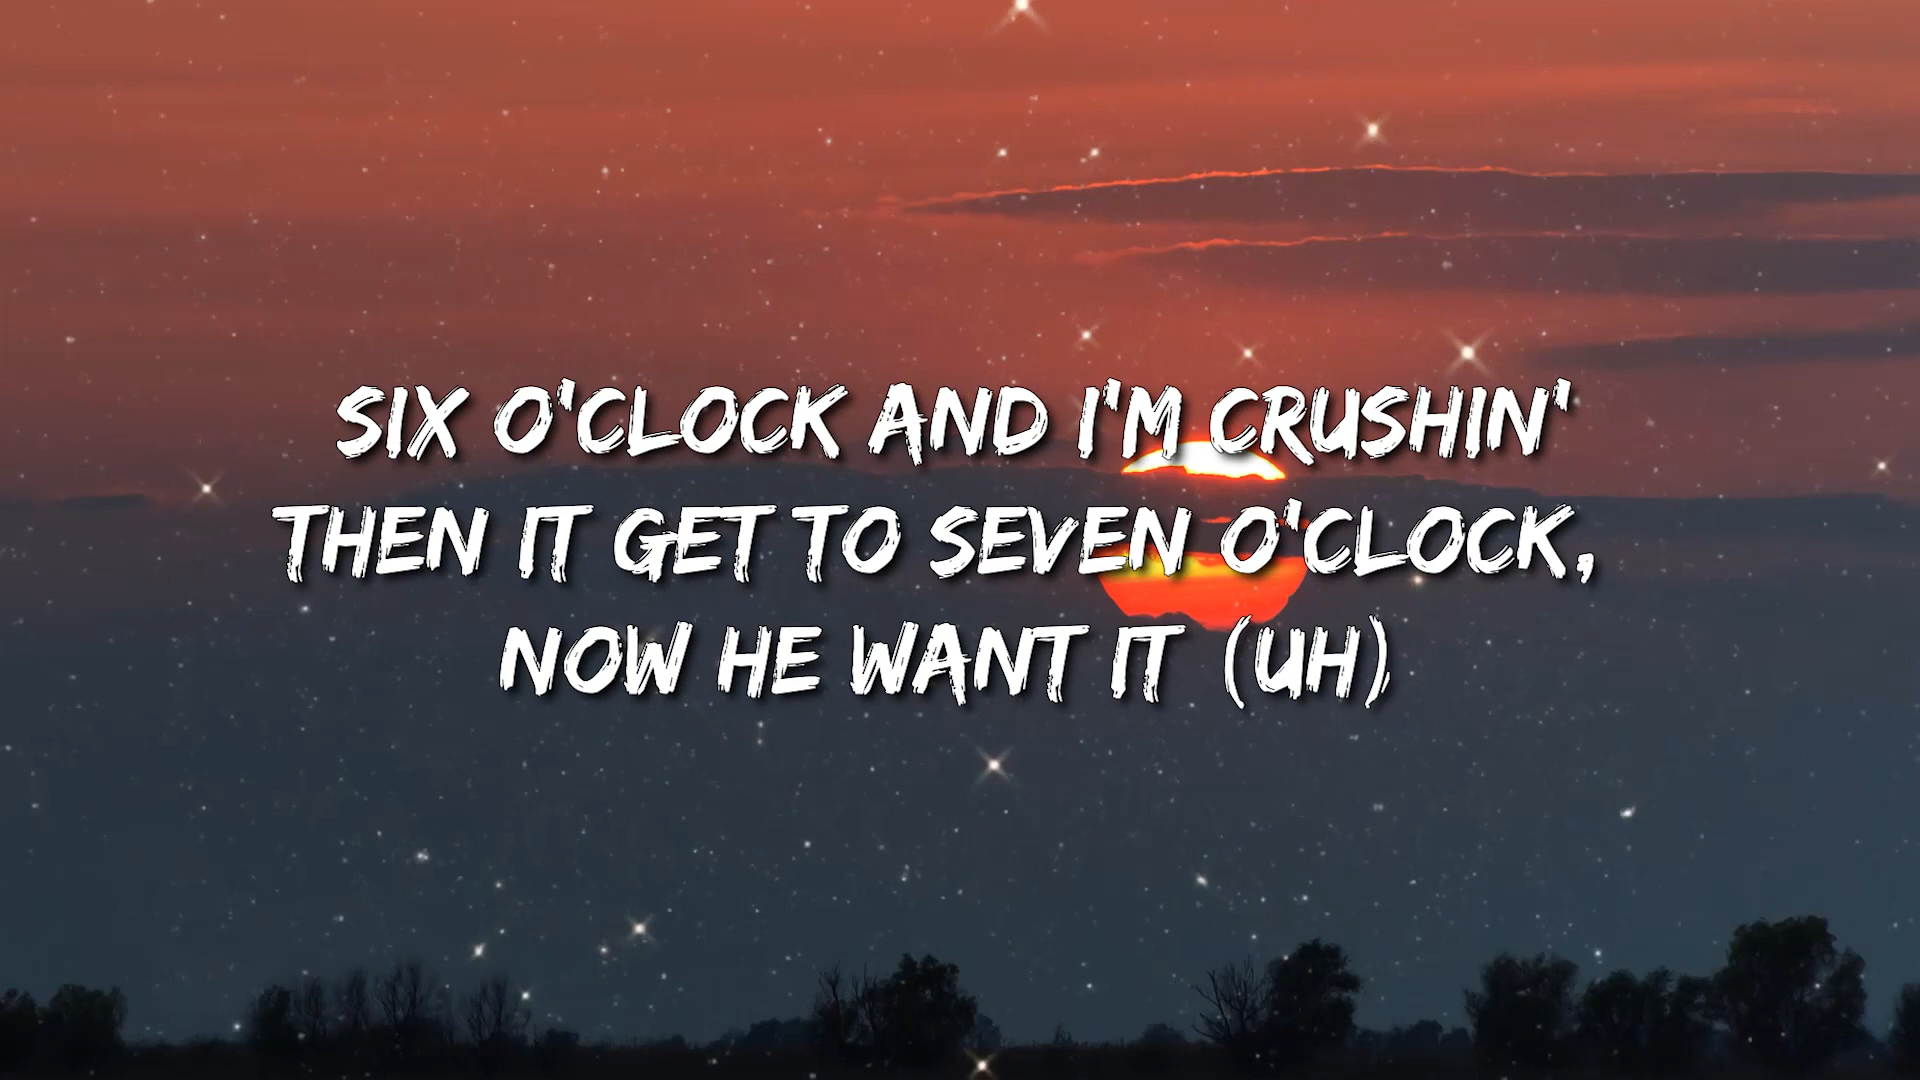 SIX O'CLOCK AND I'M CRUSHIN'
THEN IT GET TO SEVEN O'CLOCK,
NOW HE WANT IT (UH)